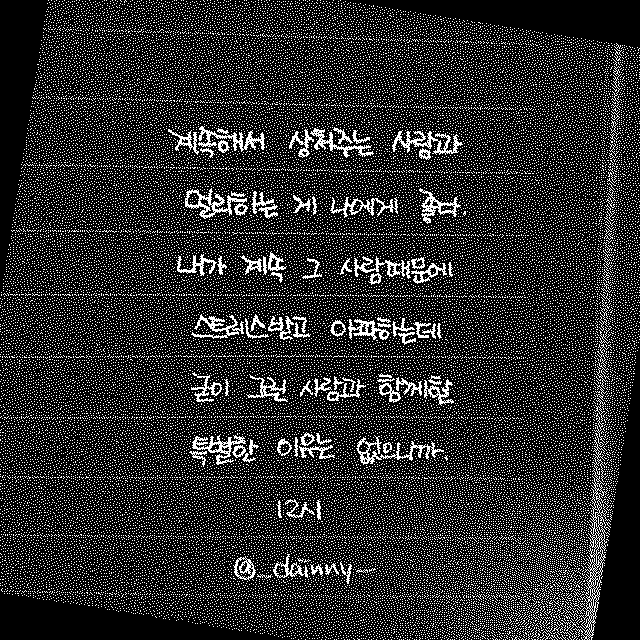 계속해서 상처주는 사람과
멀리하는 게 나에게 좋다.
내가 계속 그 사람때문에
스트레스받고 아파하는데
굳이 그런 사람과 함께할
특별한 이유는 없으니까.
12시
@_dainny_